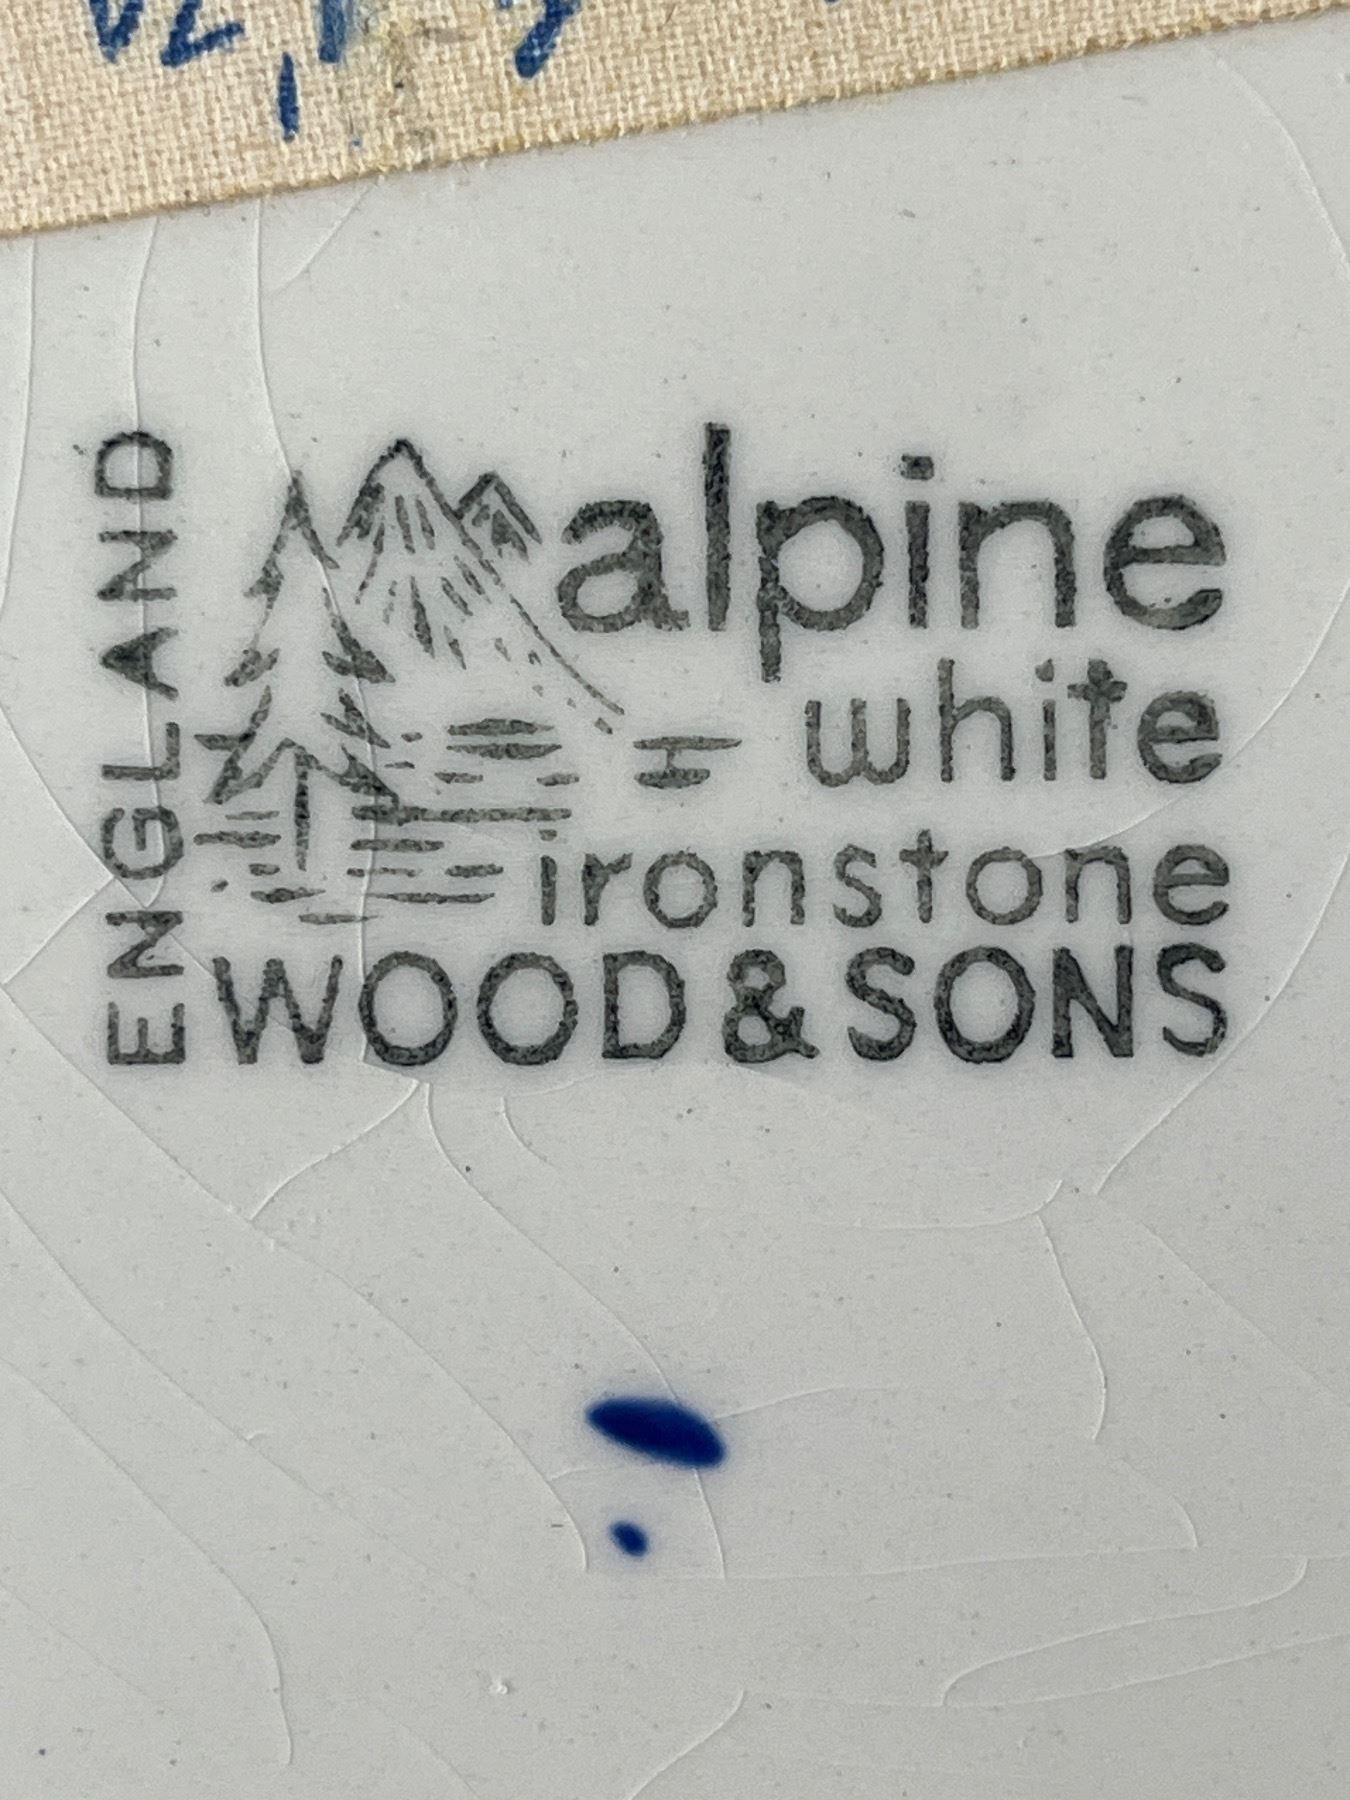 ENGLAND
alpine
white
ironstone
WOOD & SONS